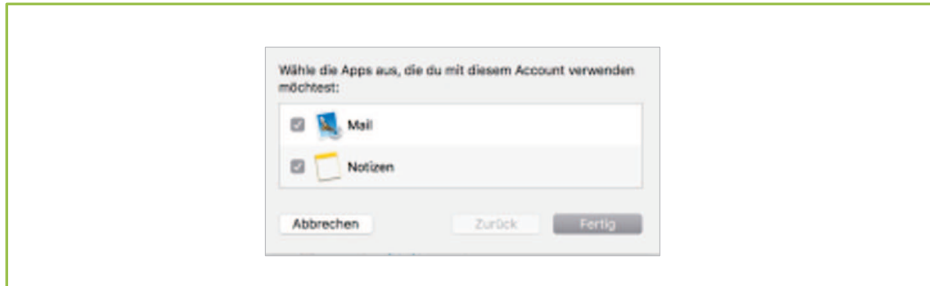 Wähle die Apps aus, die du mit diesem Account verwenden
möchtest:
Mail
Notizen
Abbrechen
Zurück
Fertig